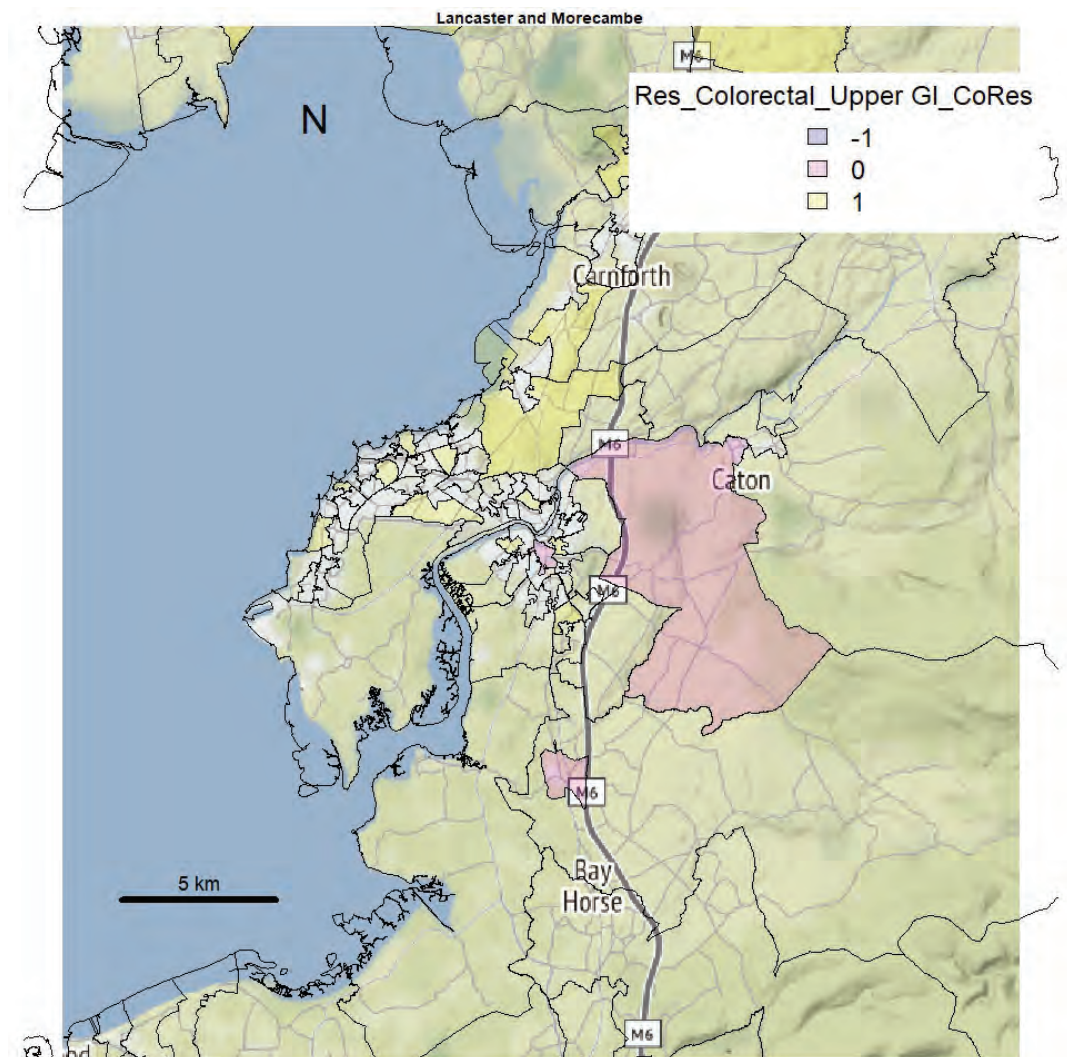 Lancaster and Morecambe
M6
N
Res_Colorectal_Upper GI_CoRes
-1
0
1
Carnforth
M6
Caton
M6
M6
5 km
Bay
Horse
M6